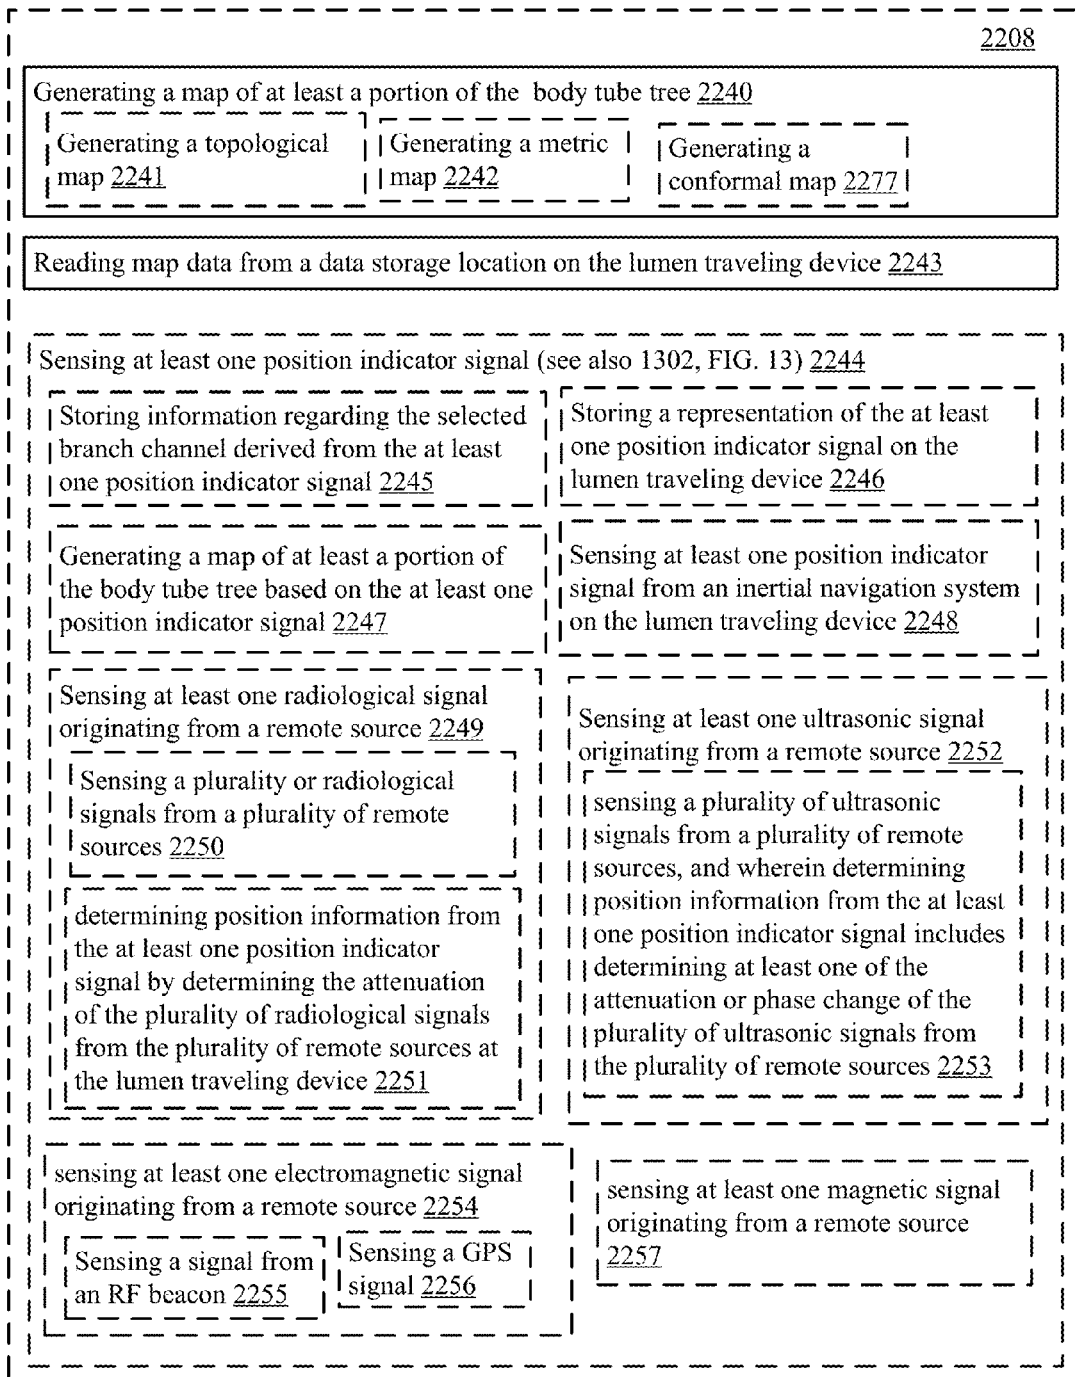 2208
Generating a map of at least a portion of the body tube tree 2240
Generating a topological
map 2241
Generating a metric
map 2242
Generating a
conformal map 2277
Reading map data from a data storage location on the lumen traveling device 2243
Sensing at least one position indicator signal (see also 1302, FIG. 13) 2244
Storing information regarding the selected
branch channel derived from the at least
one position indicator signal 2245
Storing a representation of the at least
one position indicator signal on the
lumen traveling device 2246
Generating a map of at least a portion of
the body tube tree based on the at least one
position indicator signal 2247
Sensing at least one position indicator
signal from an inertial navigation system
on the lumen traveling device 2248
Sensing at least one radiological signal
originating from a remote source 2249
Sensing a plurality or radiological
signals from a plurality of remote
sources 2250
determining position information from
the at least one position indicator
signal by determining the attenuation
of the plurality of radiological signals
from the plurality of remote sources at
the lumen traveling device 2251
Sensing at least one ultrasonic signal
originating from a remote source 2252
sensing a plurality of ultrasonic
signals from a plurality of remote
sources, and wherein determining
position information from the at least
one position indicator signal includes
determining at least one of the
attenuation or phase change of the
plurality of ultrasonic signals from
the plurality of remote sources 2253
sensing at least one electromagnetic signal
originating from a remote source 2254
Sensing a signal from
an RF beacon 2255
Sensing a GPS
signal 2256
sensing at least one magnetic signal
originating from a remote source
2257